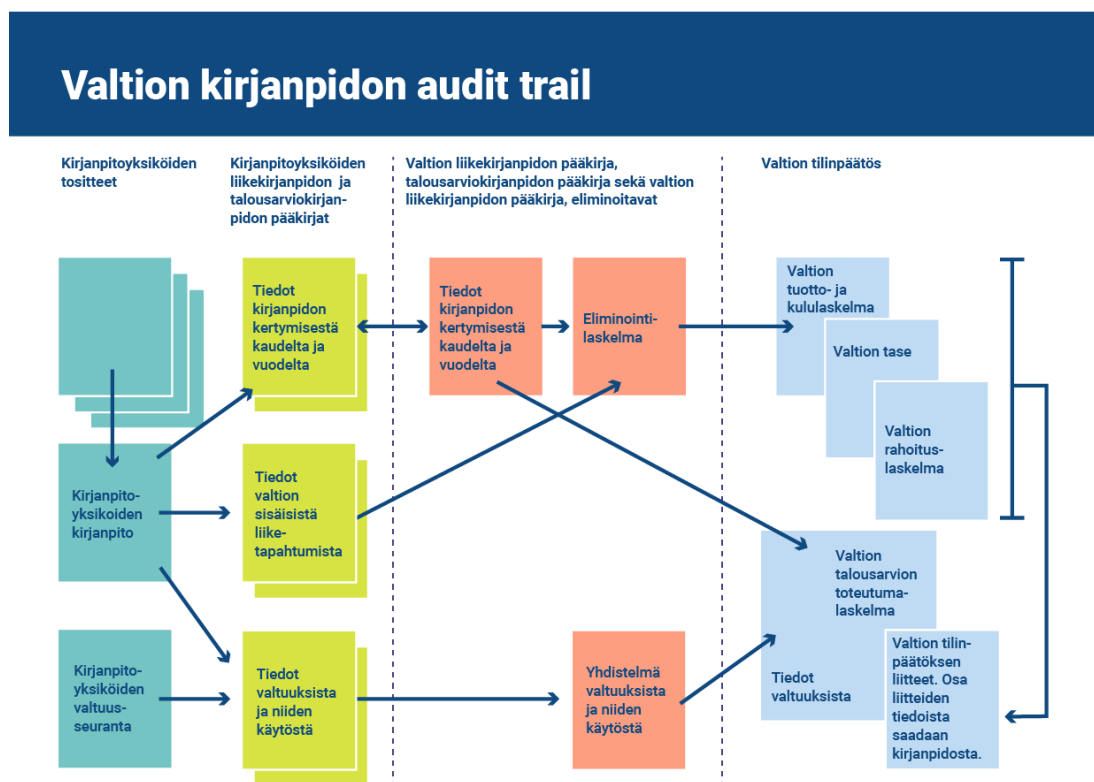 Valtion kirjanpidon audit trail
Kirjanpitoyksiköiden
tositteet
Kirjanpitoyksiköiden
liikekirjanpidon ja
talousarviokirjan-
pidon pääkirjat
Valtion liikekirjanpidon pääkirja,
talousarviokirjanpidon pääkirja sekä valtion
liikekirjanpidon pääkirja, eliminoitavat
Valtion tilinpäätös
Tiedot
kirjanpidon
kertymisestä
kaudelta ja
vuodelta
Tiedot
kirjanpidon
kertymisestä
kaudelta ja
vuodelta
Eliminointi-
laskelma
Valtion
tuotto- ja
kululaskelma
Valtion tase
Valtion
rahoitus-
laskelma
Kirjanpito-
yksikoiden
kirjanpito
Tiedot
valtion
sisäisistä
liike-
tapahtumista
Valtion
talousarvion
toteutuma-
laskelma
Kirjanpito-
yksiköiden
valtuus-
seuranta
Tiedot
valtuuksista
ja niiden
käytöstä
Yhdistelmä
valtuuksista
ja niiden
käytöstä
Tiedot
valtuuksista
Valtion tilin-
päätöksen
liitteet. Osa
liitteiden
tiedoista
saadaan
kirjanpidosta.